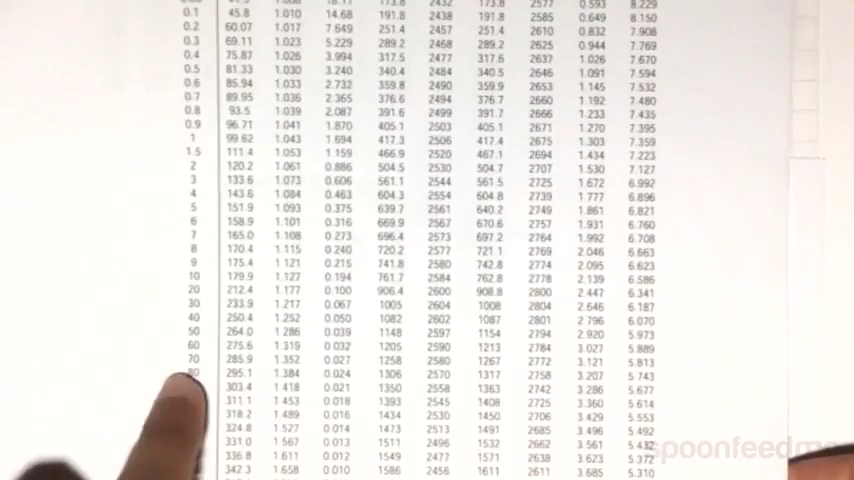 0.1 45.8 1.010 14.68 191.8 2438 191.8 2585 0.649 8.150
0.2 60.07 1.017 7.649 251.4 2457 251.4 2610 0.832 7.908
0.3 69.11 1.023 5.229 289.2 2468 289.2 2625 0.944 7.769
0.4 75.87 1.026 3.994 317.5 2477 317.6 2637 1.026 7.670
0.5 81.33 1.030 3.240 340.4 2484 340.5 2646 1.091 7.594
0.6 85.94 1.033 2.732 359.8 2490 359.9 2653 1.145 7.532
0.7 89.95 1.036 2.365 376.6 2494 376.7 2660 1.192 7.480
0.8 93.5 1.039 2.087 391.6 2499 391.7 2666 1.233 7.435
0.9 96.71 1.041 1.870 405.1 2503 405.1 2671 1.270 7.395
1 99.62 1.043 1.694 417.3 2506 417.4 2675 1.303 7.359
1.5 111.4 1.053 1.159 466.9 2520 467.1 2694 1.434 7.223
2 120.2 1.061 0.886 504.5 2530 504.7 2707 1.530 7.127
3 133.6 1.073 0.606 561.1 2544 561.5 2725 1.672 6.992
4 143.6 1.084 0.463 604.3 2554 604.8 2739 1.777 6.896
5 151.9 1.093 0.375 639.7 2561 640.2 2749 1.861 6.821
6 158.9 1.101 0.316 669.9 2567 670.6 2757 1.931 6.760
7 165.0 1.108 0.273 696.4 2573 697.2 2764 1.992 6.708
8 170.4 1.115 0.240 720.2 2577 721.1 2769 2.046 6.663
9 175.4 1.121 0.215 741.8 2580 742.8 2774 2.095 6.623
10 179.9 1.127 0.194 761.7 2584 762.8 2778 2.139 6.586
20 212.4 1.177 0.100 906.4 2600 908.8 2800 2.447 6.341
30 233.9 1.217 0.067 1005 2604 1008 2804 2.646 6.187
40 250.4 1.252 0.050 1082 2602 1087 2801 2.796 6.070
50 264.0 1.286 0.039 1148 2597 1154 2794 2.920 5.973
60 275.6 1.319 0.032 1205 2590 1213 2784 3.027 5.889
70 285.9 1.352 0.027 1258 2580 1267 2772 3.121 5.813
295.1 1.384 0.024 1306 2570 1317 2758 3.207 5.743
303.4 1.418 0.021 1350 2558 1363 2742 3.286 5.677
311.1 1.453 0.018 1393 2545 1408 2725 3.360 5.614
318.2 1.489 0.016 1434 2530 1450 2706 3.429 5.553
324.8 1.527 0.014 1473 2513 1491 2685 3.496 5.492
331.0 1.567 0.013 1511 2496 1532 2662 3.561 5.432
336.8 1.611 0.012 1549 2477 1571 2638 3.623 5.372
342.3 1.658 0.010 1586 2456 1611 2611 3.685 5.310
spoonfeedme